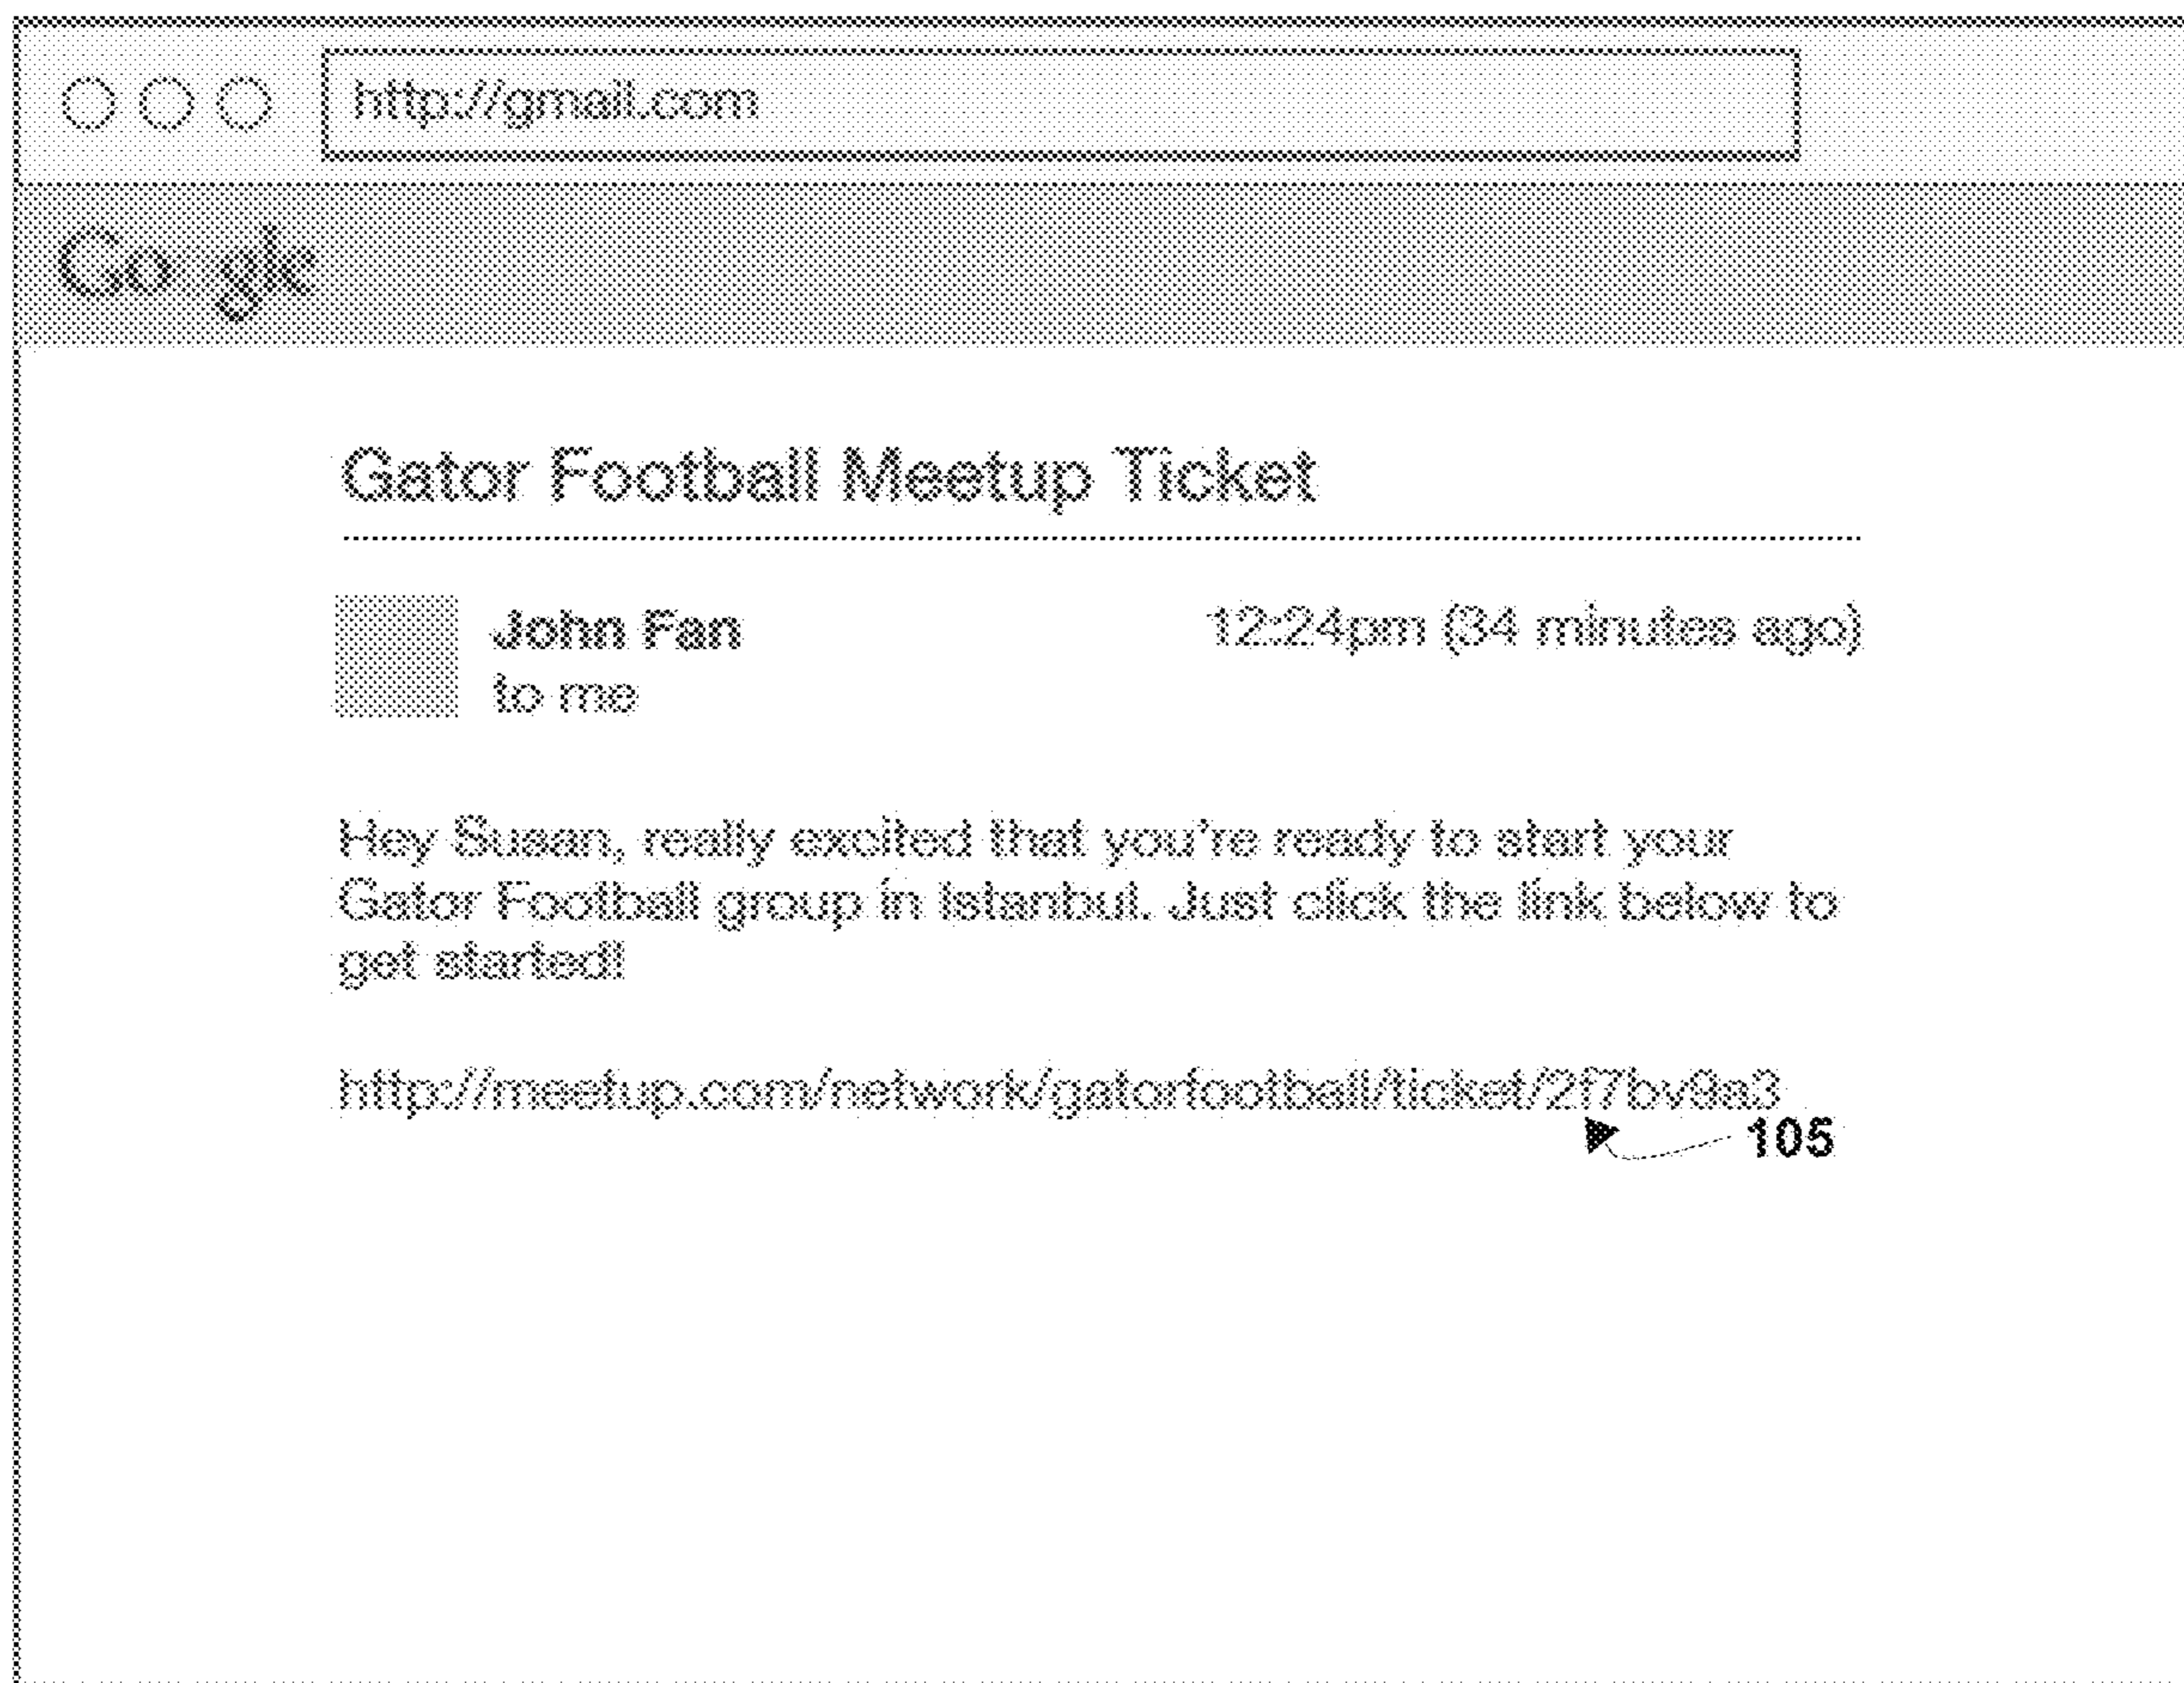 http://gmail.com
Google
Gator Football Meetup Ticket
John Fan
12:24pm (34 minutes ago)
to me
Hey Susan, really excited that you're ready to start your
Gator Football group in Istanbul. Just click the link below to
get started!
http://meetup.com/network/gatorfootball/ticket/2f7bv9a3
105